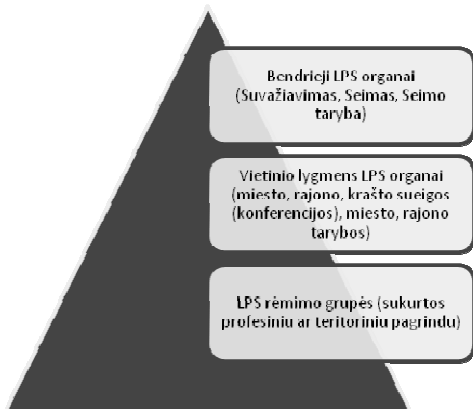 Bendrieji LPS organai
(Suvažiavimas, Seimas, Seimo
taryba)
Vietinio lygmens LPS organai
(miesto, rajono, krašto sueigos
(konferencijos), miesto, rajono
tarybos)
LPS rėmimo grupės (sukurtos
profesiniu ar teritoriniu pagrindu)